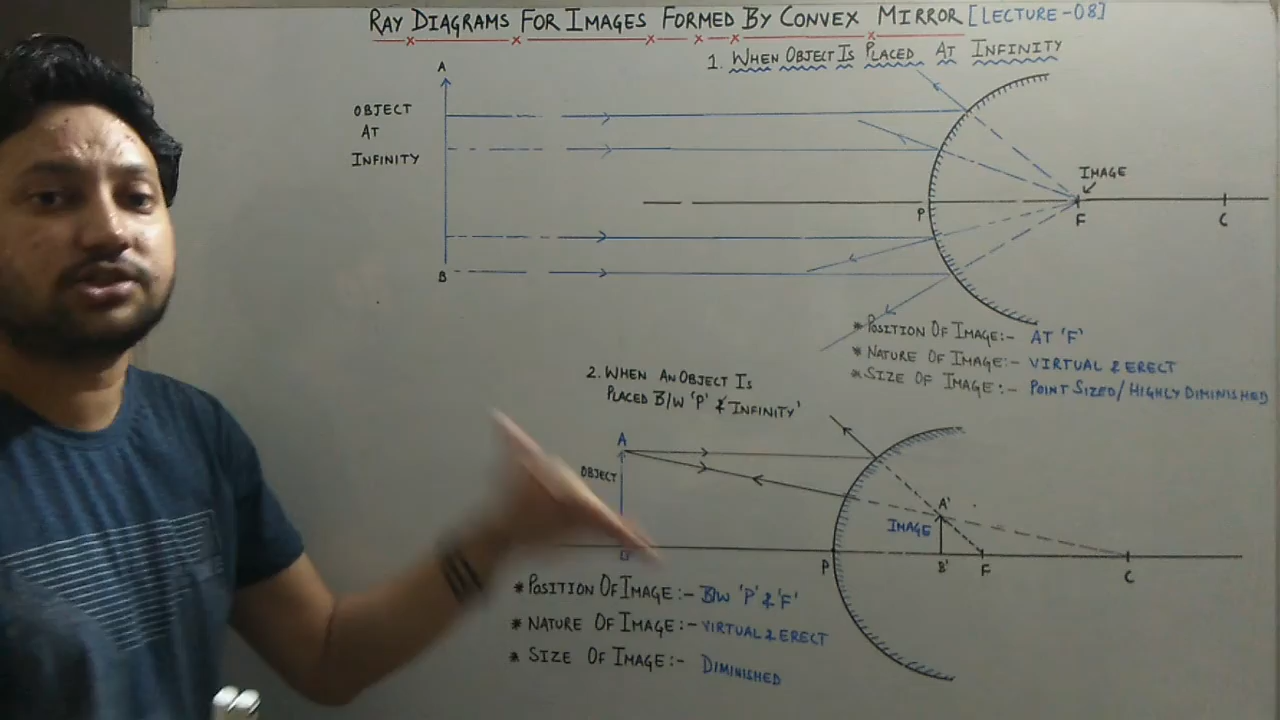 RAY DIAGRAMS FOR IMAGES FORMED BY CONVEX MIRROR [LECTURE-08]
1. WHEN OBJECT IS PLACED AT INFINITY
A
OBJECT
AT
INFINITY
B
P
IMAGE
F
C
* POSITION OF IMAGE:- AT 'F'
* NATURE OF IMAGE:- VIRTUAL & ERECT
* SIZE OF IMAGE:- POINT SIZED/HIGHLY DIMINISHED
2. WHEN AN OBJECT IS
PLACED B/W 'P' & 'INFINITY'
A
OBJECT
P
IMAGE
A'
B'
F
C
* POSITION OF IMAGE:- B/W 'P' & 'F'
* NATURE OF IMAGE:- VIRTUAL & ERECT
* SIZE OF IMAGE:- DIMINISHED